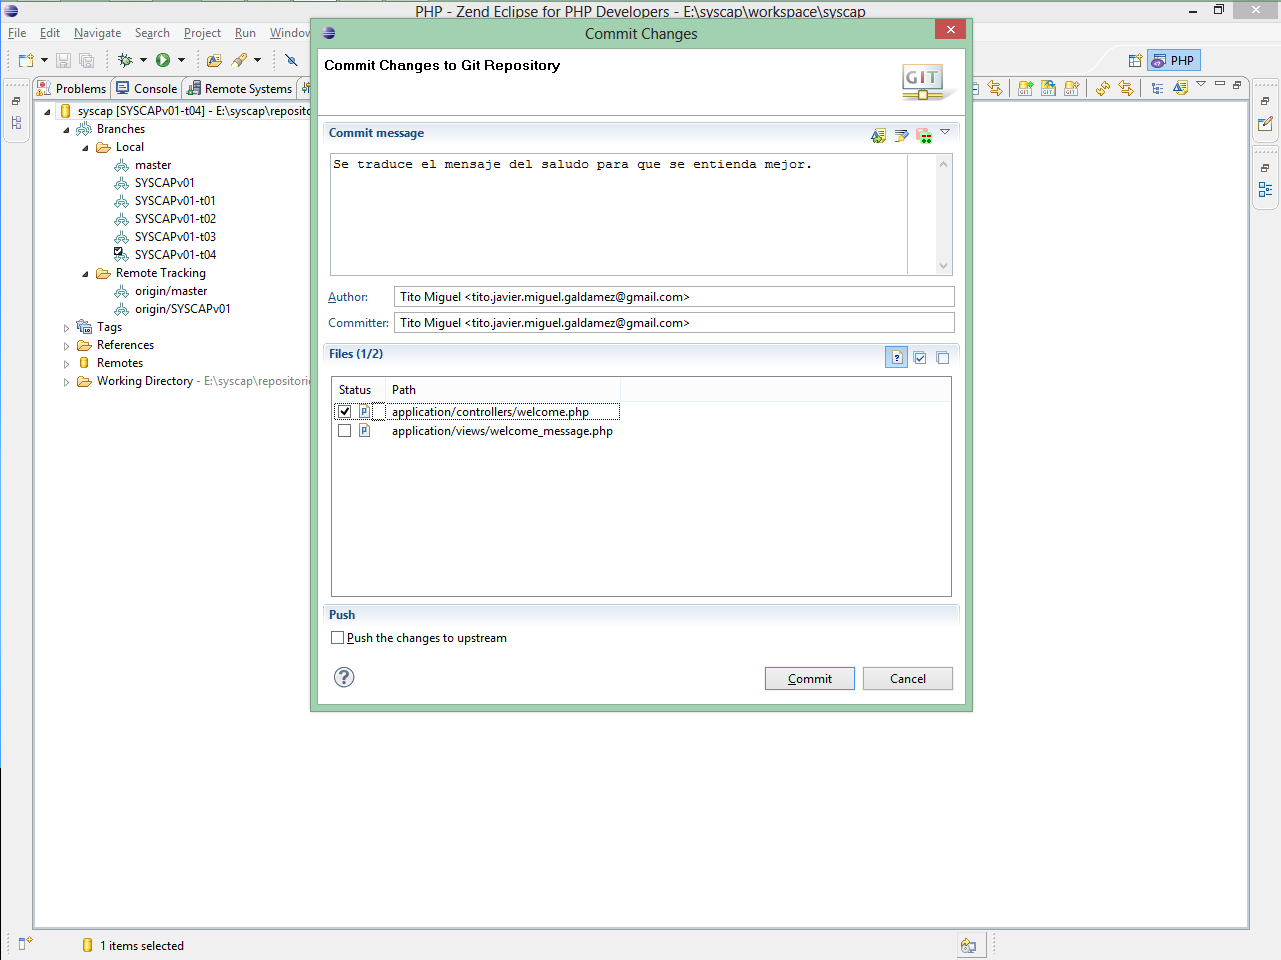 PHP - Zend Eclipse for PHP Developers - E:\syscap\workspace\syscap
File Edit Navigate Search Project Run Window
PHP
Problems Console Remote Systems
syscap [SYSCAPv01-t04] - E:\syscap\reposito
Branches
Local
master
SYSCAPv01
SYSCAPv01-t01
SYSCAPv01-t02
SYSCAPv01-t03
SYSCAPv01-t04
Remote Tracking
origin/master
origin/SYSCAPv01
Tags
References
Remotes
Working Directory - E:\syscap\repositorie
Commit Changes
Commit Changes to Git Repository
GIT
Commit message
Se traduce el mensaje del saludo para que se entienda mejor.
Author: Tito Miguel <tito.javier.miguel.galdamez@gmail.com>
Committer: Tito Miguel <tito.javier.miguel.galdamez@gmail.com>
Files (1/2)
Status Path
application/controllers/welcome.php
application/views/welcome_message.php
Push
Push the changes to upstream
Commit Cancel
1 items selected